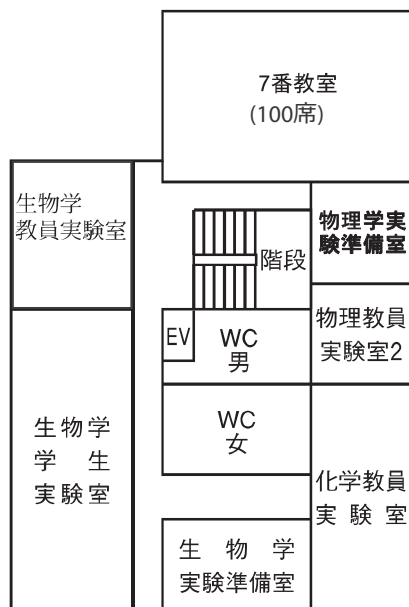 7番教室
(100席)
生物学
教員実験室
物理学実
験準備室
階段
物理教員
実験室2
EV
WC
男
WC
女
生物学
学生
実験室
化学教員
実験室
生物学
実験準備室